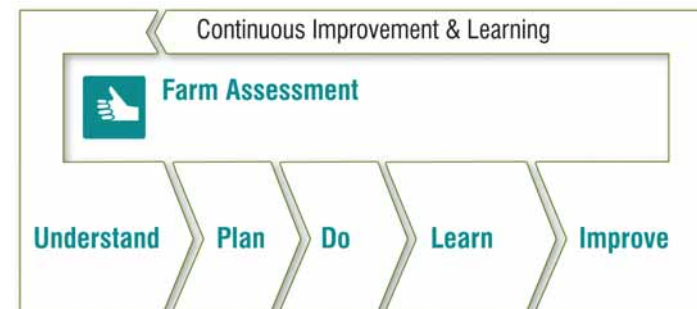 Continuous Improvement & Learning
Farm Assessment
Understand Plan Do Learn Improve